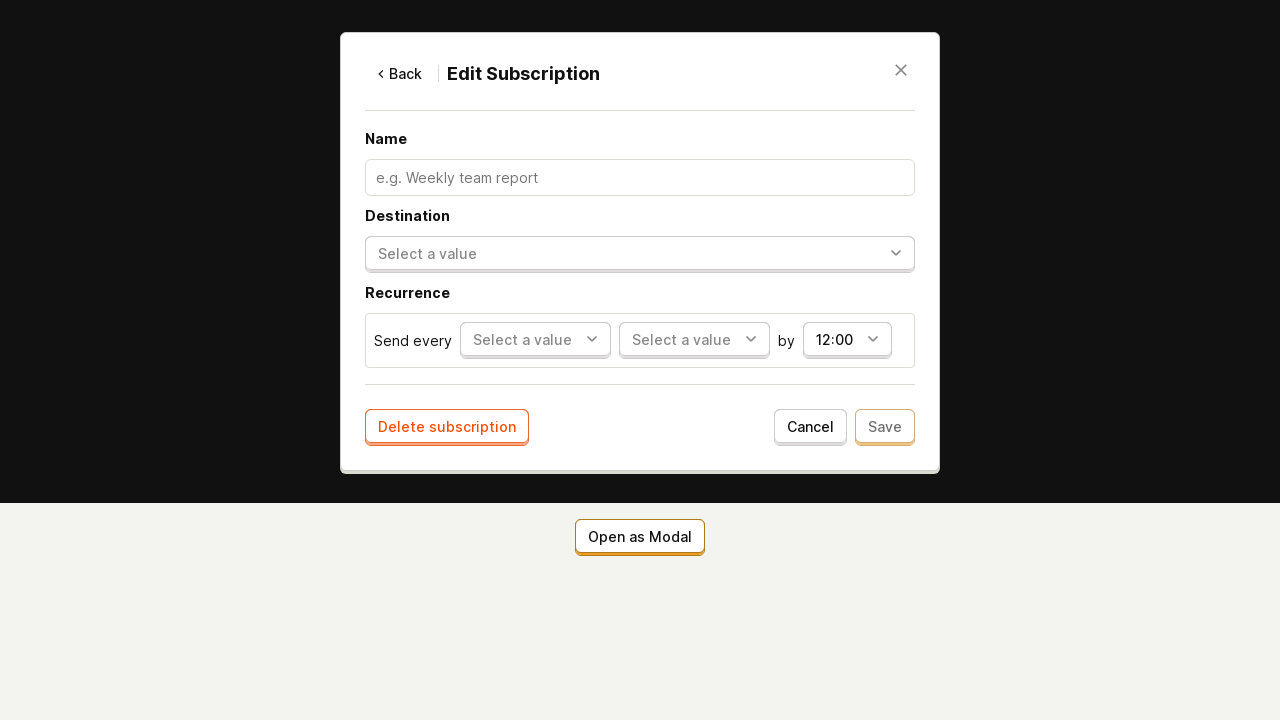 Back
Edit Subscription
Name
e.g. Weekly team report
Destination
Select a value
Recurrence
Send every Select a value Select a value by 12:00
Delete subscription Cancel Save
Open as Modal